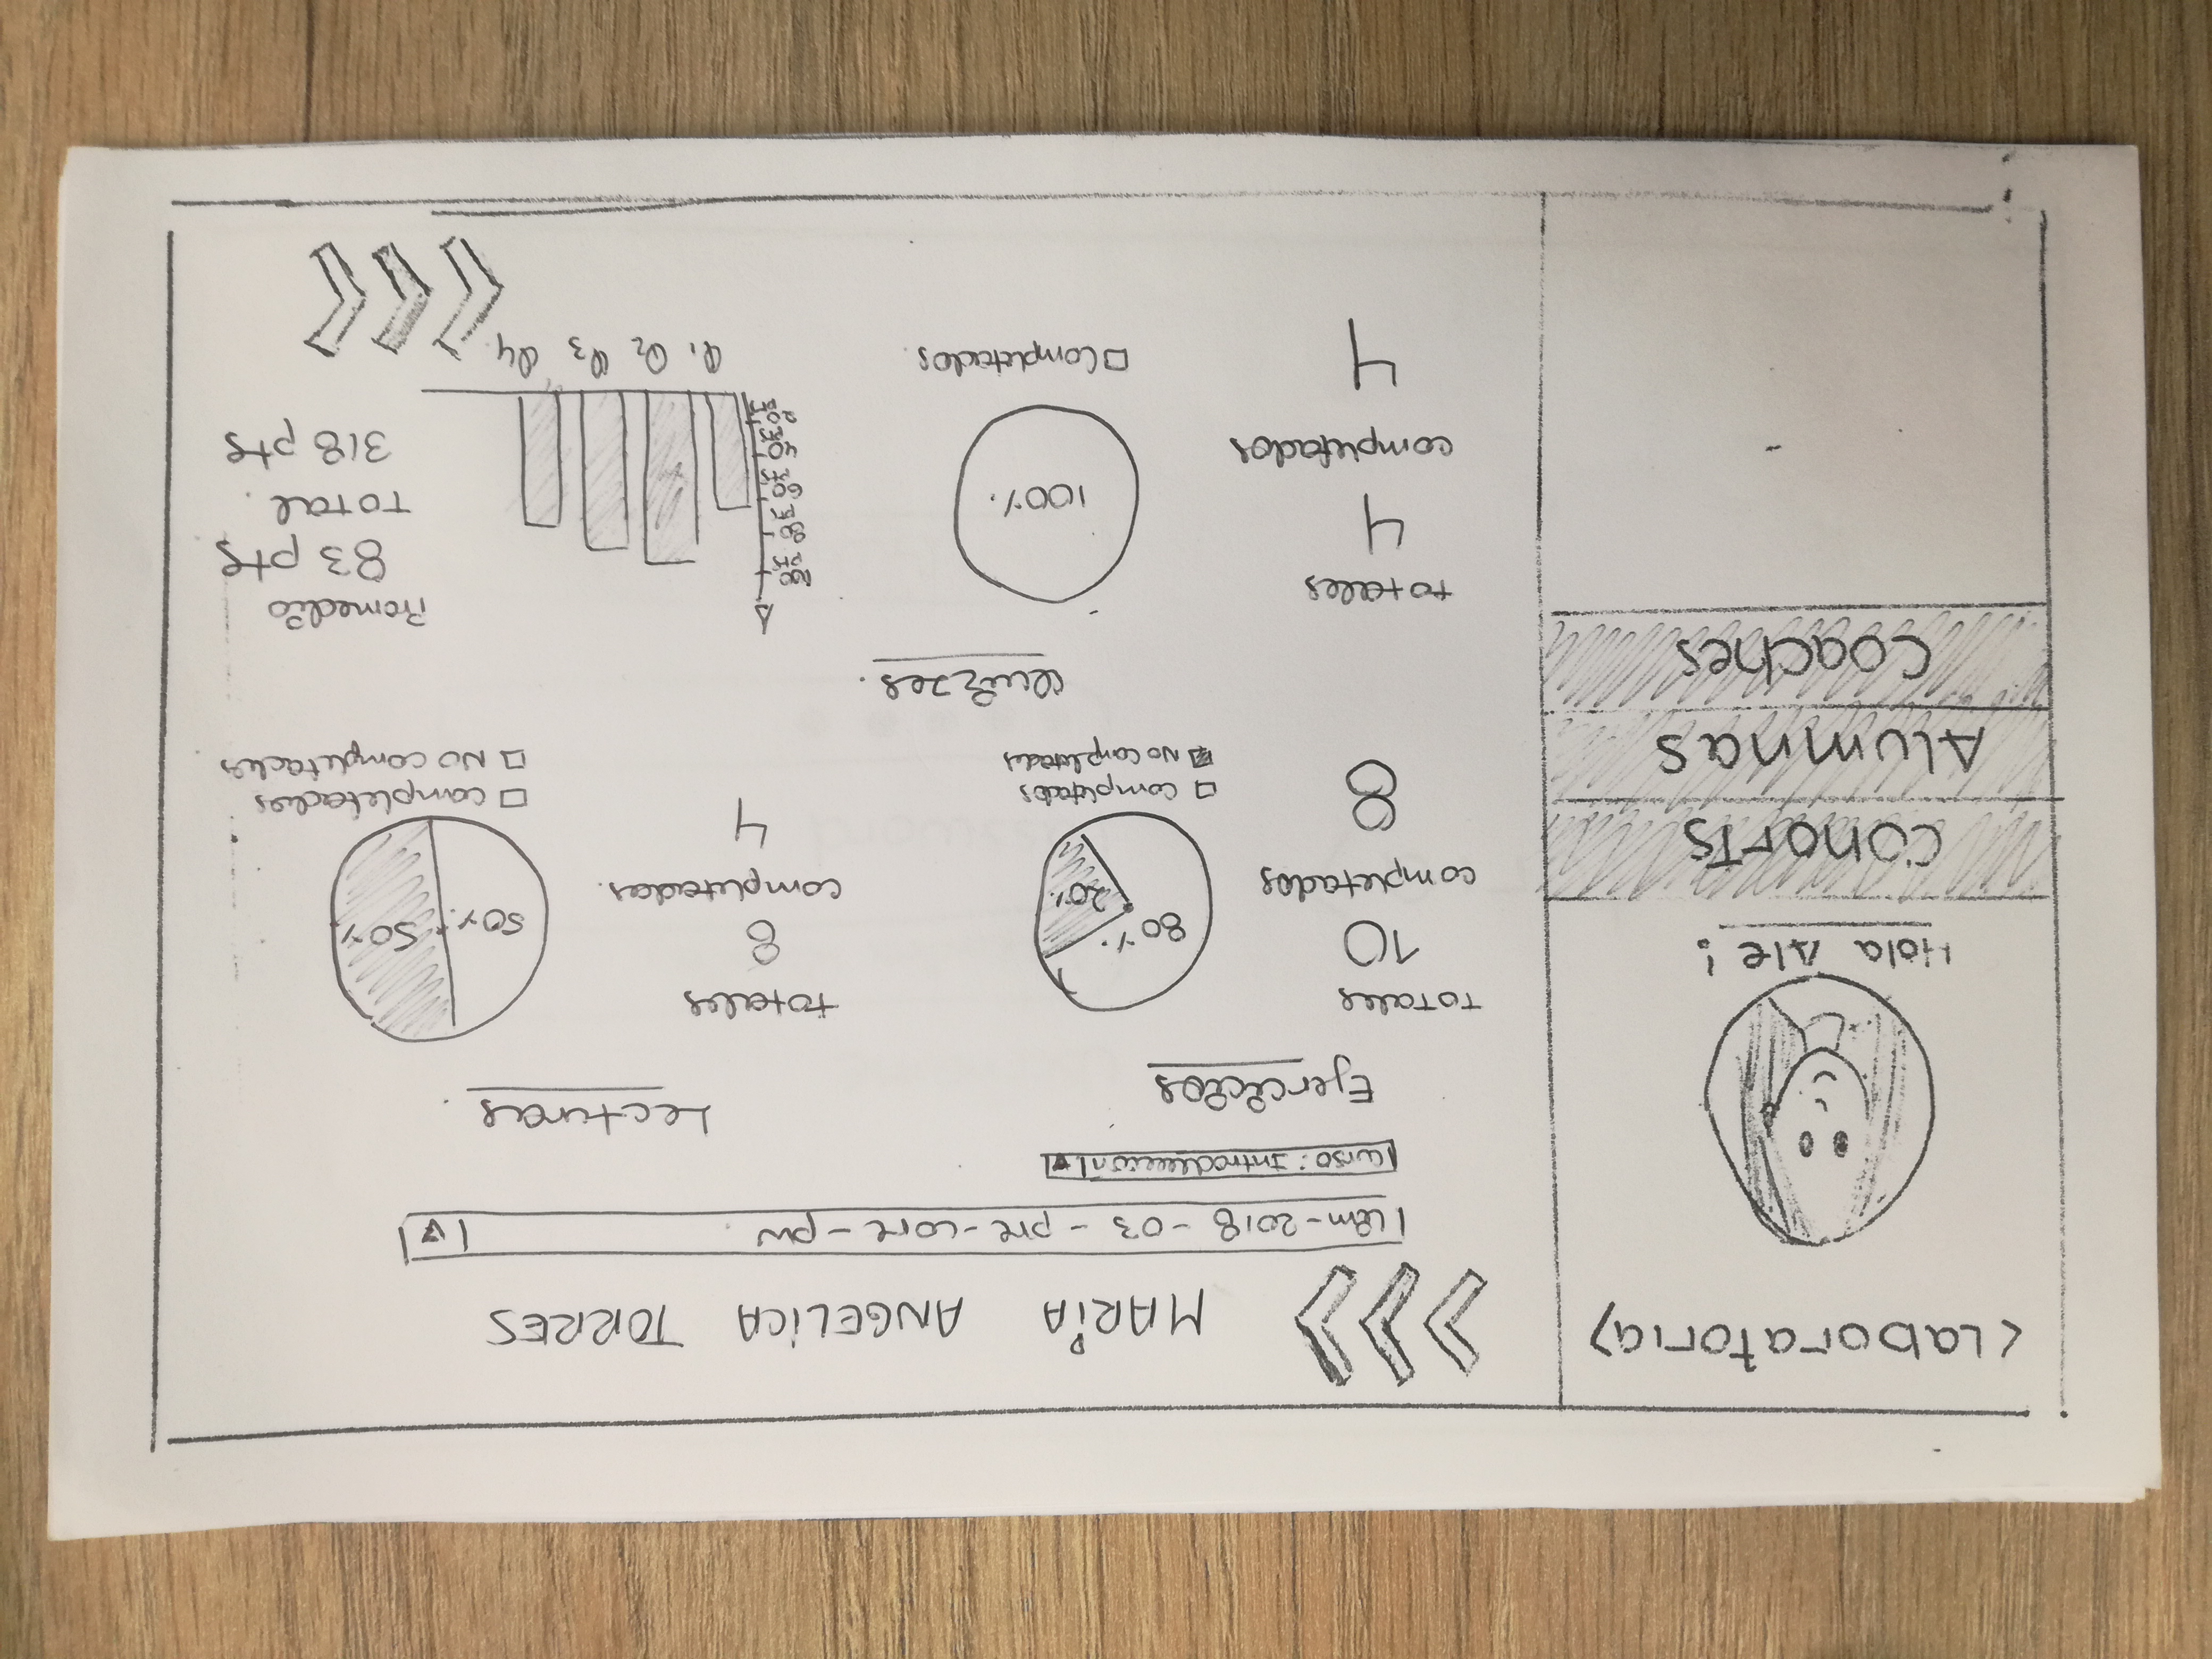 <Laboratoria>
Hola Ale !
Cohorts
Alumnas
Coaches
MARíA ANGELiCA TORRES
lim-2018-03-pre-core-pw
curso: Introduccion
Ejercicios
Totales
10
completados
8
80%.
20%.
Completados
No Completados
Lecturas.
totales
8
completadas.
4
50%.
50%
Completados
No completados
Quizzes.
totales
4
completados
4
100%.
Completados.
100 pts
80 pts
60 pts
40 pts
20 pts
Q1 Q2 Q3 Q4
Promedio
83 pts
Total.
318 pts